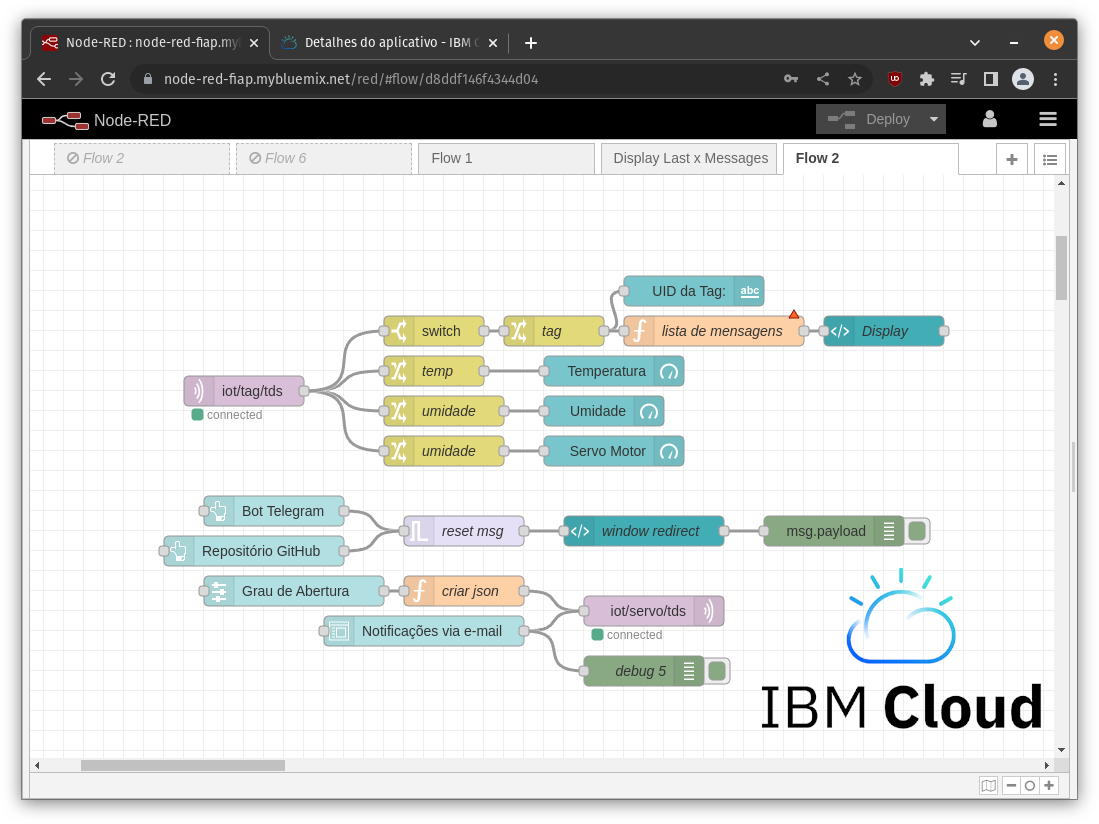 Node-RED : node-red-fiap.my
Detalhes do aplicativo - IBM C
node-red-fiap.mybluemix.net/red/#flow/d8ddf146f4344d04
UD
Node-RED
Deploy
Flow 2
Flow 6
Flow 1
Display Last x Messages
Flow 2
UID da Tag:
abc
switch
tag
lista de mensagens
Display
temp
Temperatura
iot/tag/tds
connected
umidade
Umidade
umidade
Servo Motor
Bot Telegram
reset msg
window redirect
msg.payload
Repositório GitHub
Grau de Abertura
criar json
iot/servo/tds
connected
Notificações via e-mail
debug 5
IBM Cloud